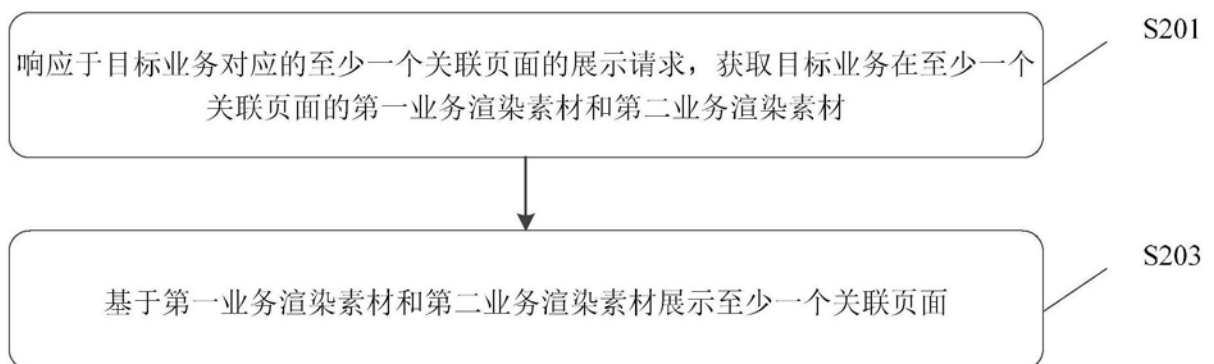 响应于目标业务对应的至少一个关联页面的展示请求，获取目标业务在至少一个
关联页面的第一业务渲染素材和第二业务渲染素材
S201
基于第一业务渲染素材和第二业务渲染素材展示至少一个关联页面
S203